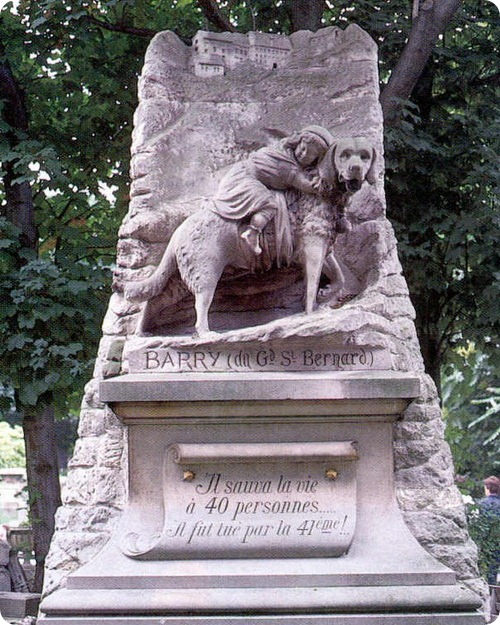 BARRY (du Gd St Bernard)
Il sauva la vie
à 40 personnes....
Il fut tué par la 41ème!